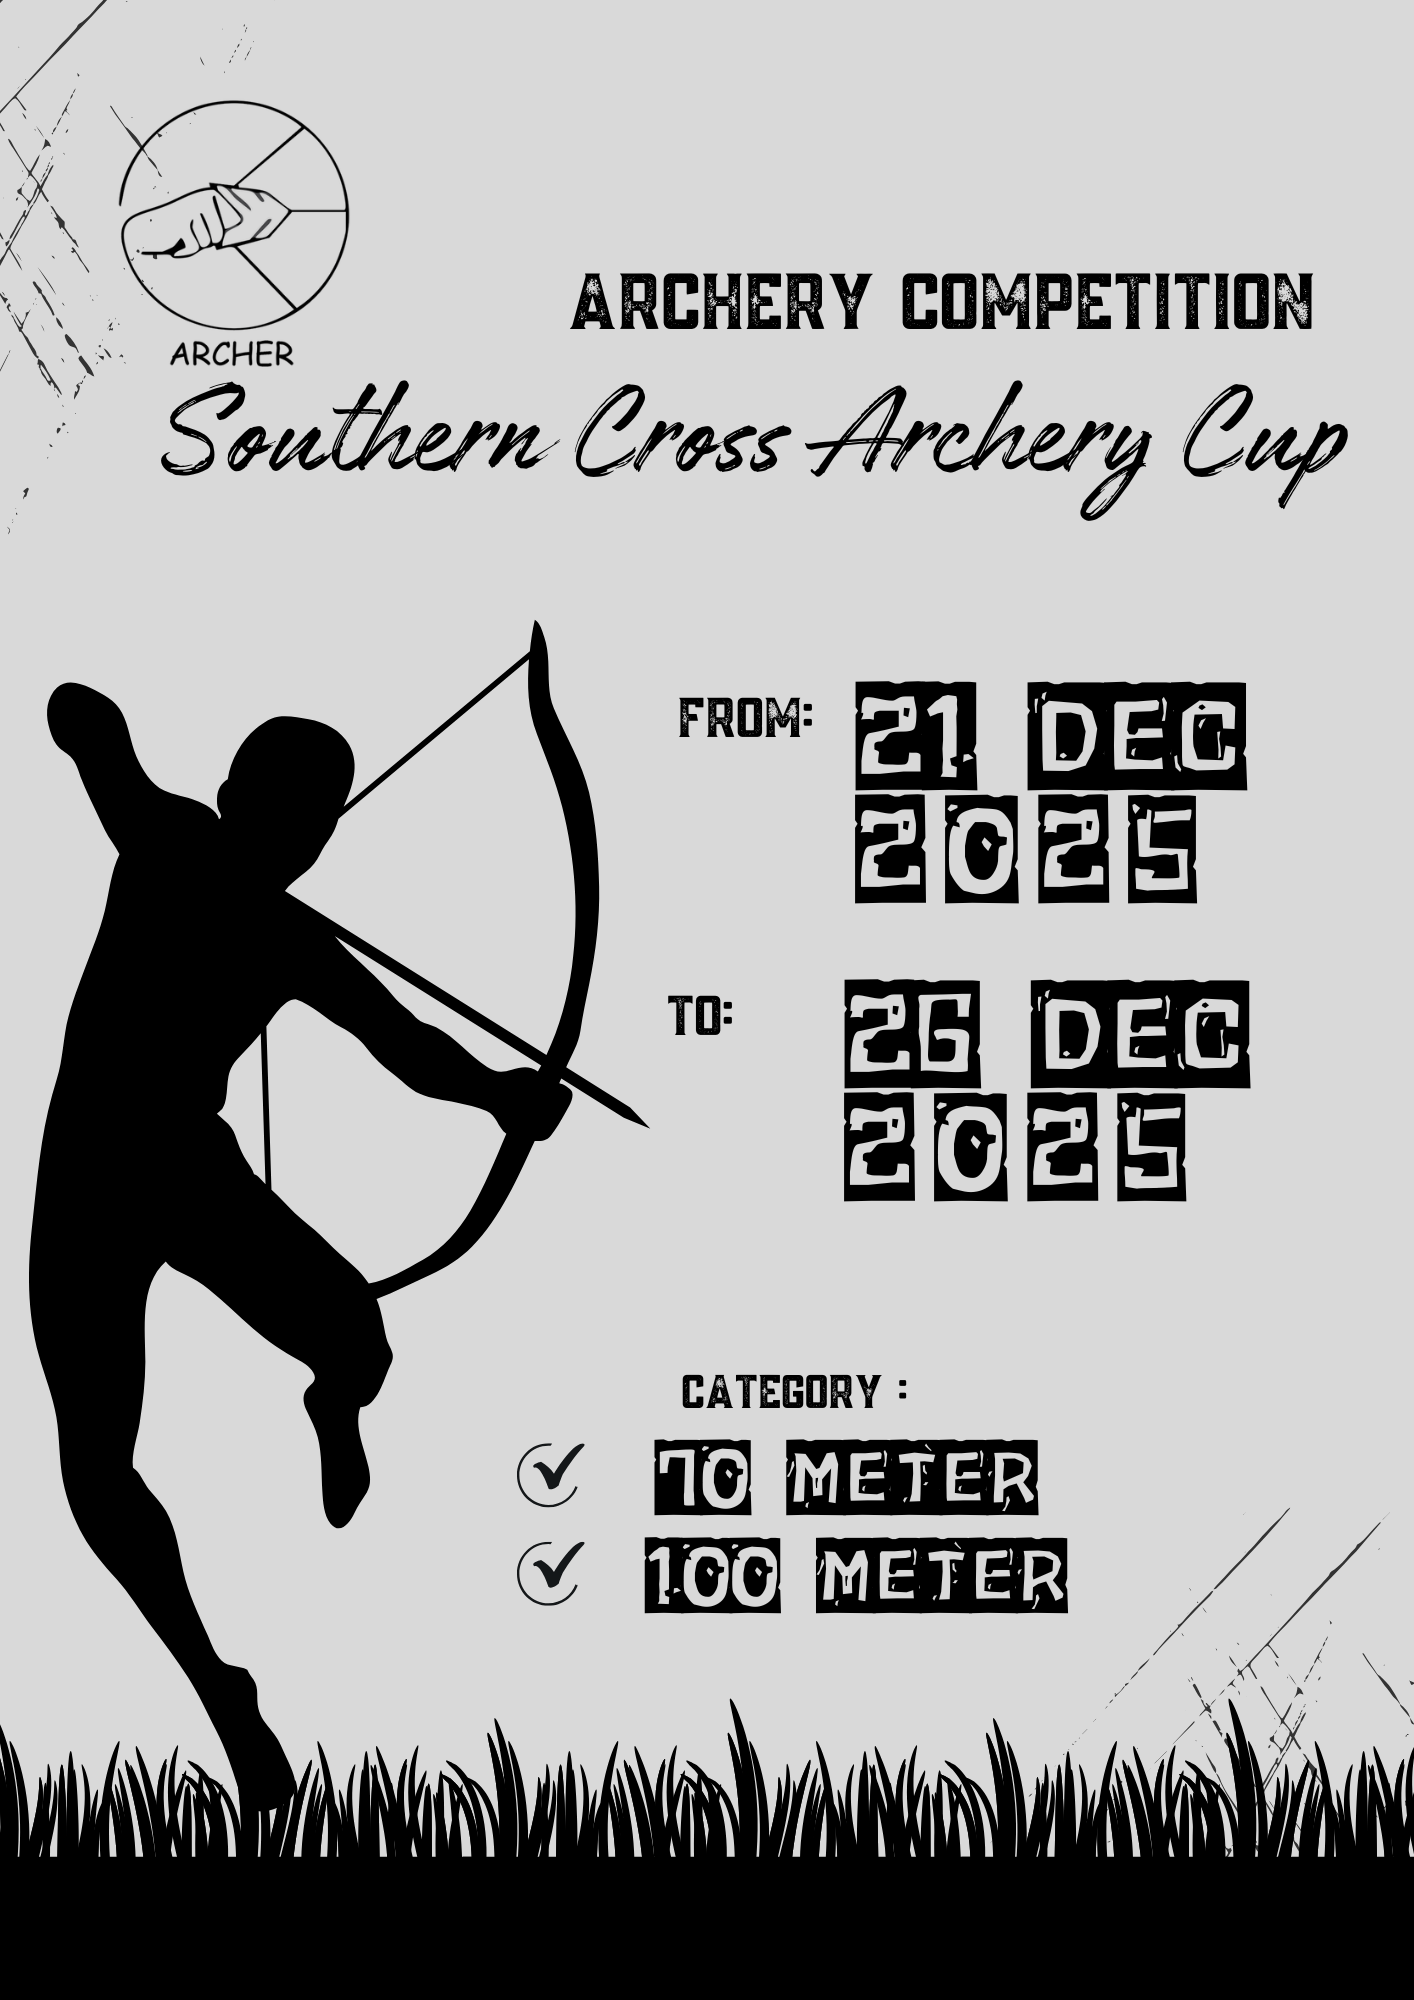 ARCHER
ARCHERY COMPETITION
Southern Cross Archery Cup
FROM: 21 DEC
2025
TO: 26 DEC
2025
CATEGORY :
70 METER
100 METER